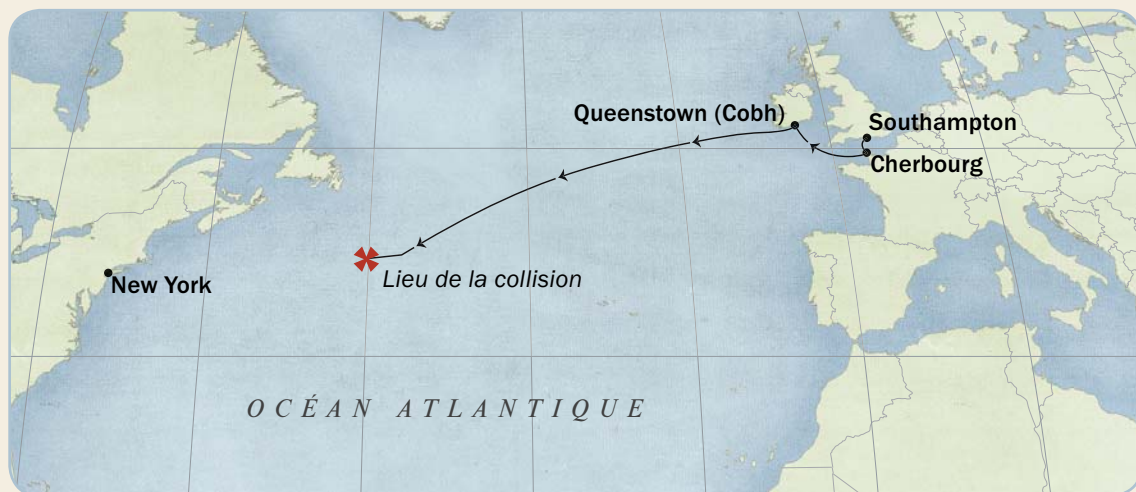 Queenstown (Cobh)
Southampton
Cherbourg
New York
Lieu de la collision
OCÉAN ATLANTIQUE